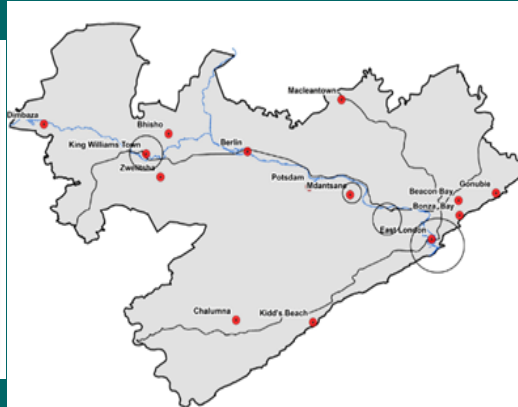 Macleantown
Dimbaza
Bhisho
King Williams Town
Berlin
Zwelitsha
Potsdam
Mdantsane
Beacon Bay
Gonubie
Bonza Bay
East London
Chalumna
Kidd's Beach